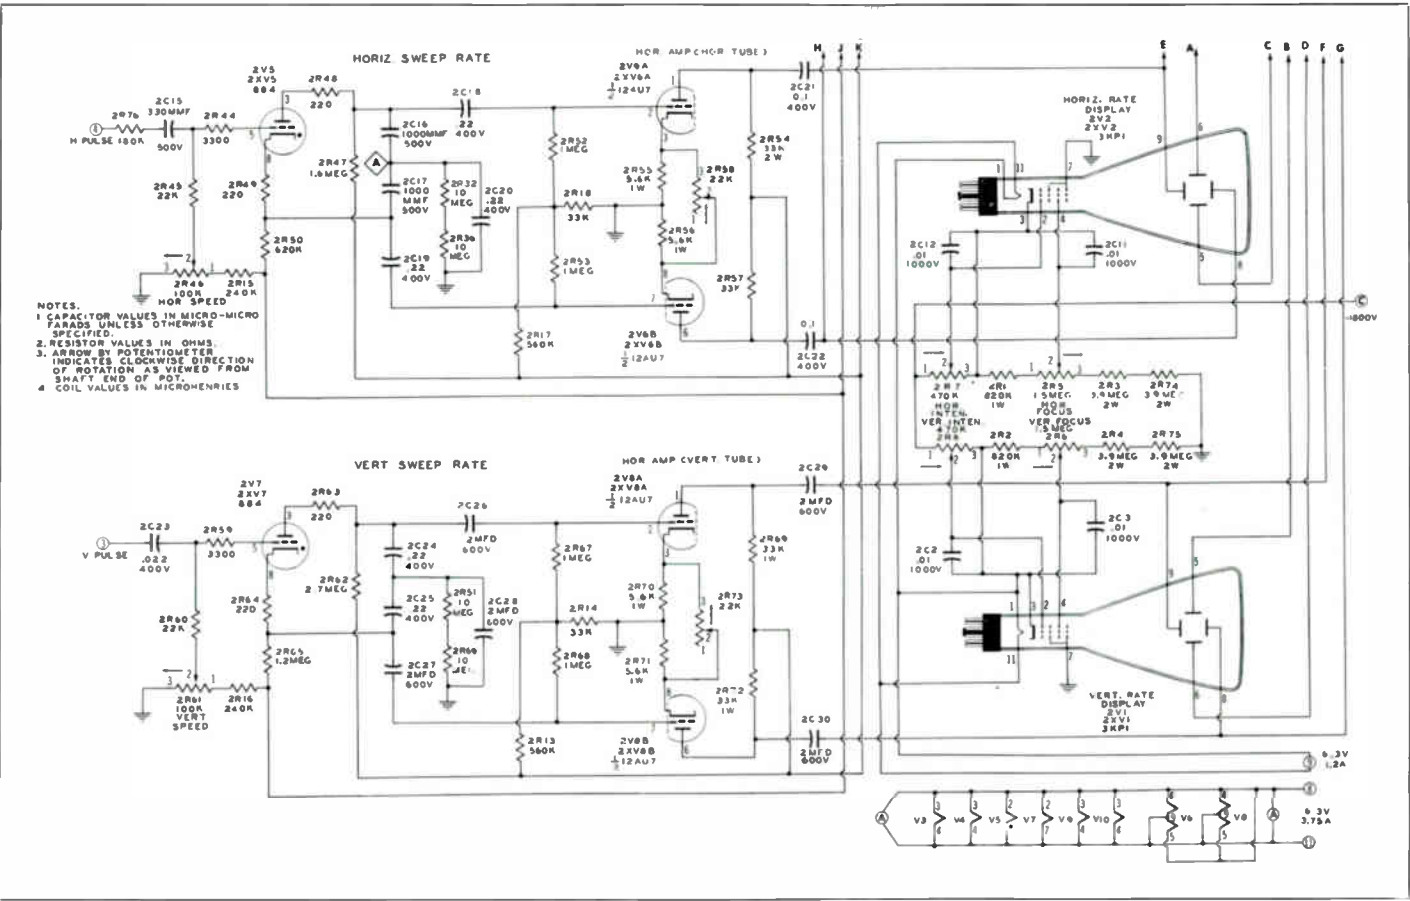 HORIZ. SWEEP RATE
HOR. AMP (HOR TUBE)
H J K
E A C B D F G
2V5
2XV5
884
2R48
220
2V6A
2XV6A
1/2 12AU7
2C21
0.1
400V
2R76
180K
2C15
330MMF
500V
2R44
3300
4
H PULSE
2C16
1000MMF
500V
2C18
.22
400V
2R52
1MEG
2R54
33K
2W
HORIZ. RATE
DISPLAY
2V2
2XV2
3KP1
2R45
22K
2R49
220
2R47
1.6MEG
A
2C17
1000
MMF
500V
2R32
10
MEG
2C20
.22
400V
2R18
33K
2R55
5.6K
1W
2R58
22K
2R50
620K
2R36
10
MEG
2R56
5.6K
1W
2C19
.22
400V
2R53
1MEG
2R57
33K
2C12
.01
1000V
2C11
.01
1000V
2R46
100K
HOR SPEED
2R15
240K
2R17
560K
2V6B
2XV6B
1/2 12AU7
0.1
2C22
400V
C
-1800V
NOTES.
1 CAPACITOR VALUES IN MICRO-MICRO
FARADS UNLESS OTHERWISE
SPECIFIED.
2. RESISTOR VALUES IN OHMS.
3. ARROW BY POTENTIOMETER
INDICATES CLOCKWISE DIRECTION
OF ROTATION AS VIEWED FROM
SHAFT END OF POT.
4 COIL VALUES IN MICROHENRIES
2R7
470K
HOR
INTEN.
2R1
820K
1W
2R5
1.5MEG
HOR
FOCUS
2R3
3.9MEG
2W
2R74
3.9MEG
2W
VER INTEN
470K
2R8
2R2
820K
1W
VER FOCUS
1.5MEG
2R6
2R4
3.9MEG
2W
2R75
3.9MEG
2W
VERT SWEEP RATE
HOR AMP (VERT. TUBE)
2V7
2XV7
884
2R63
220
2V8A
2XV8A
1/2 12AU7
2C29
2MFD
600V
3
V PULSE
2C23
.022
400V
2R59
3300
2C24
.22
400V
2C26
2MFD
600V
2R67
1MEG
2R69
33K
1W
2C2
.01
1000V
2C3
.01
1000V
2R60
22K
2R64
220
2R62
2.7MEG
2C25
.22
400V
2R51
10
MEG
2C28
2MFD
600V
2R14
33K
2R70
5.6K
1W
2R73
22K
2R65
1.2MEG
2C27
2MFD
600V
10
2R68
1MEG
2R71
5.6K
1W
2R72
33K
1W
2R61
100K
VERT
SPEED
2R16
240K
2R13
560K
2V8B
2XV8B
1/2 12AU7
2C30
2MFD
600V
VERT. RATE
DISPLAY
2V1
2XV1
3KP1
6.3V
1.2A
A
V3 V4 V5 V7 V9 V10 V6 V8
A
6.3V
3.75A
11